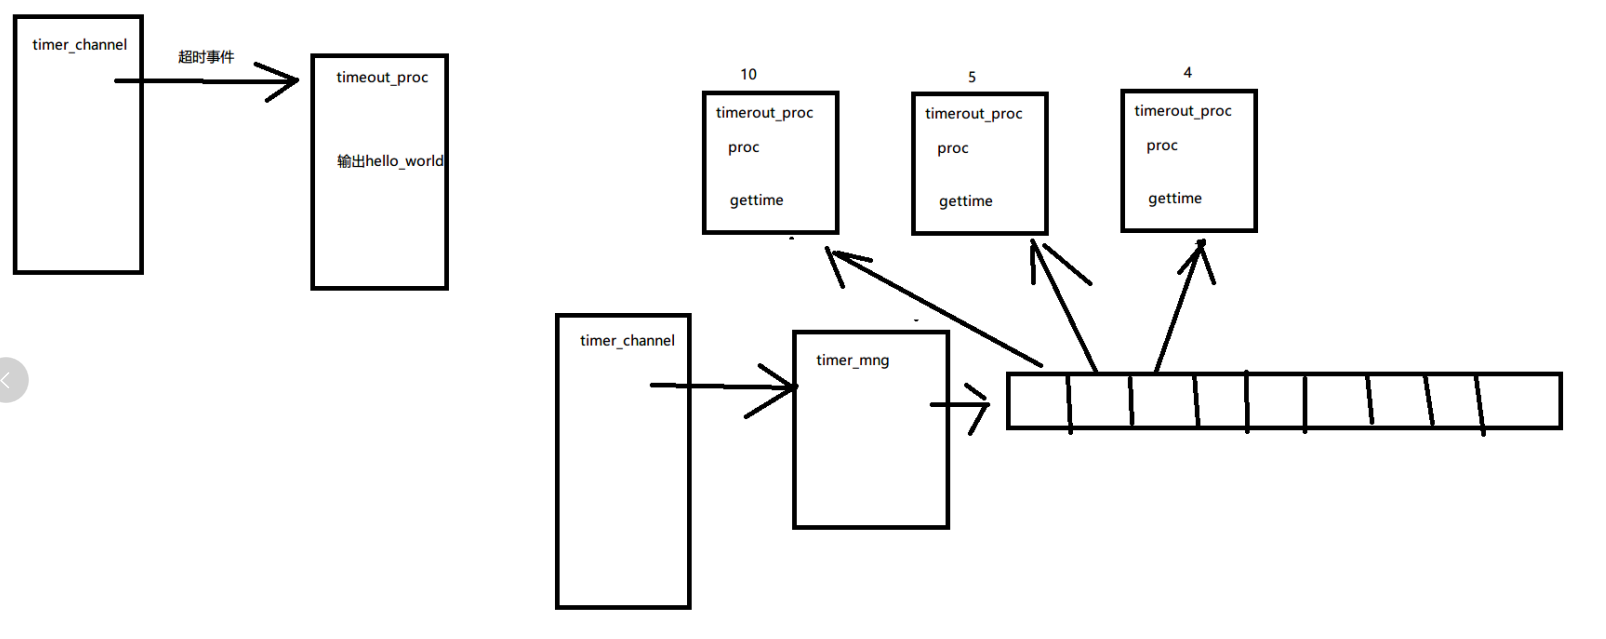 timer_channel
超时事件
timeout_proc
输出hello_world
10
timerout_proc
proc
gettime
5
timerout_proc
proc
gettime
4
timerout_proc
proc
gettime
timer_channel
timer_mng